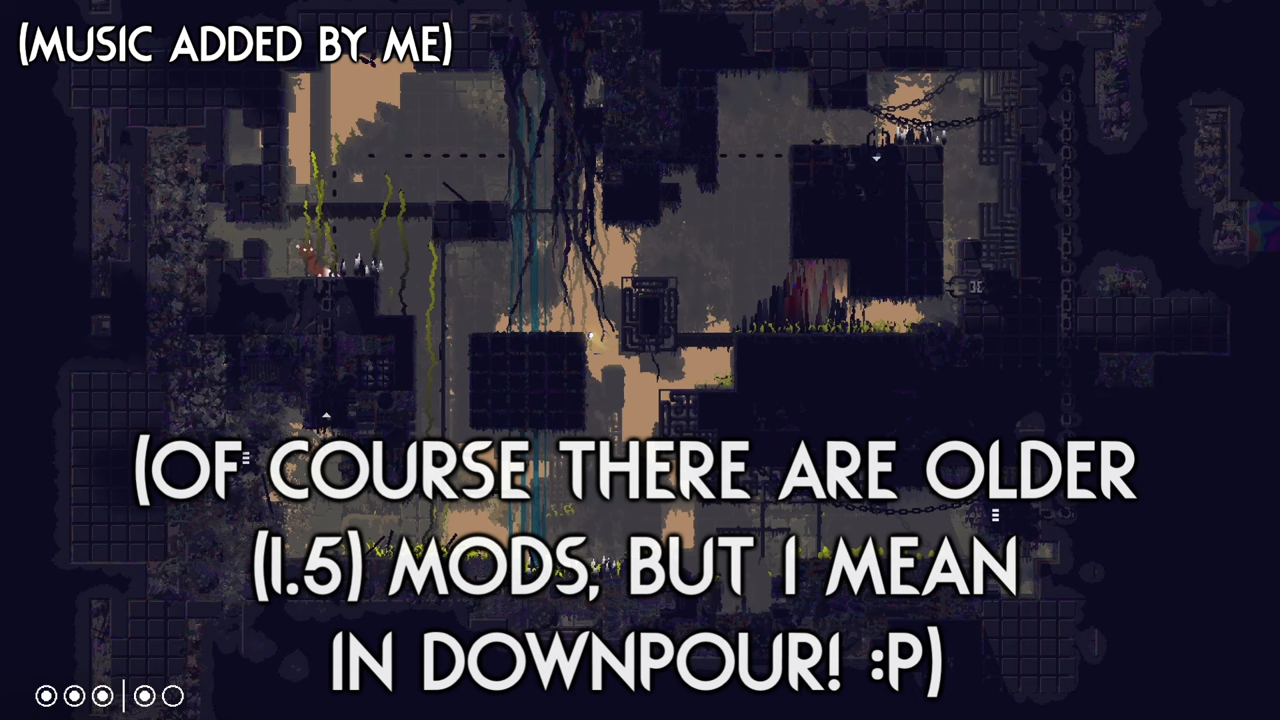 (MUSIC ADDED BY ME)
(OF COURSE THERE ARE OLDER
(1.5) MODS, BUT I MEAN
IN DOWNPOUR! :P)